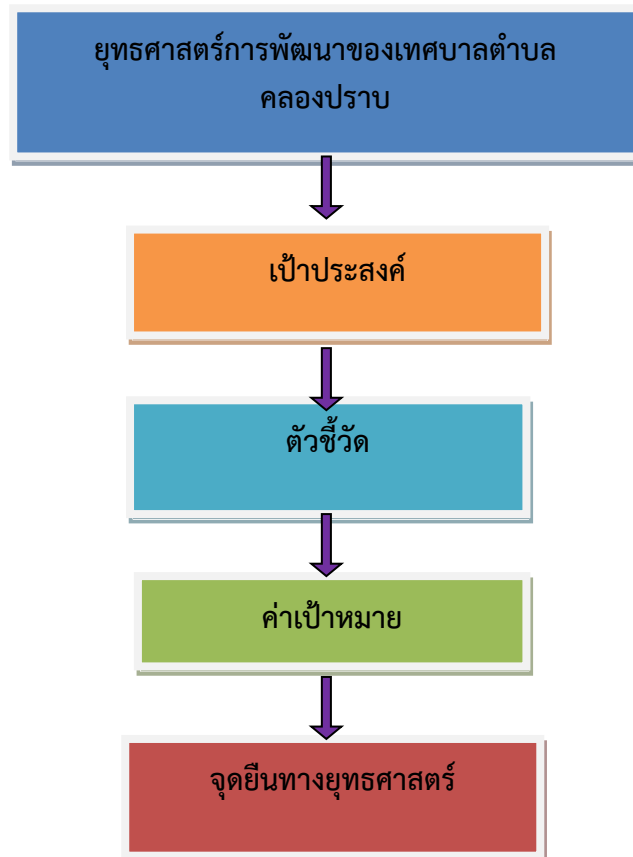 ยุทธศาสตร์การพัฒนาของเทศบาลตำบล
คลองปราบ
เป้าประสงค์
ตัวชี้วัด
ค่าเป้าหมาย
จุดยืนทางยุทธศาสตร์